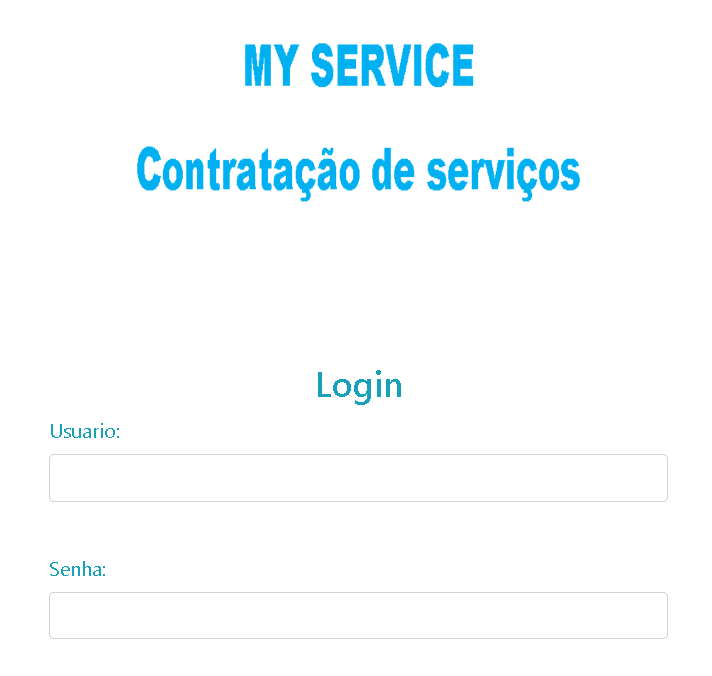 MY SERVICE
Contratação de serviços
Login
Usuario:
Senha: